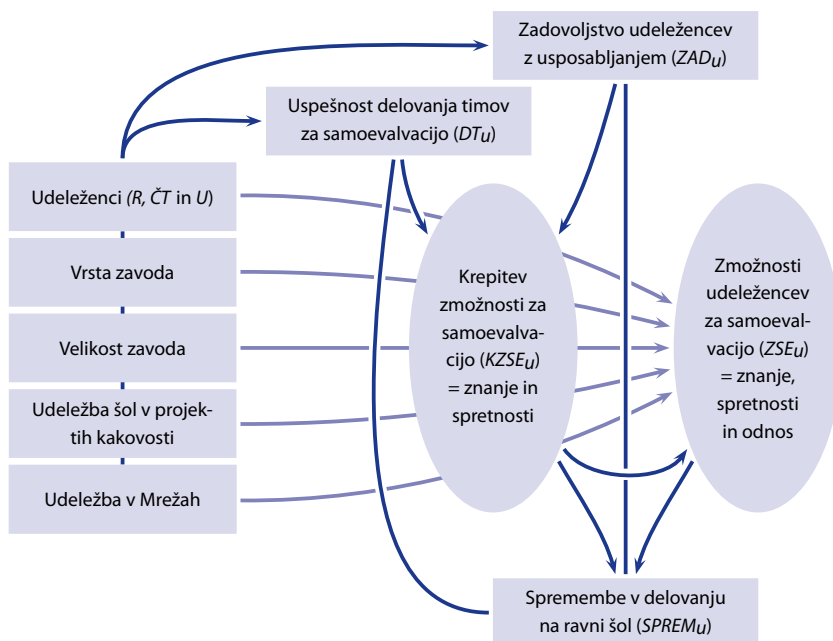 Zadovoljstvo udeležencev
z usposabljanjem (ZADu)
Uspešnost delovanja timov
za samoevalvacijo (DTu)
Udeleženci (R, ČT in U)
Vrsta zavoda
Velikost zavoda
Udeležba šol v projek-
tih kakovosti
Udeležba v Mrežah
Krepitev
zmožnosti za
samoevalva-
cijo (KZSEu)
= znanje in
spretnosti
Zmožnosti
udeležencev
za samoeval-
vacijo (ZSEu)
= znanje,
spretnosti
in odnos
Spremembe v delovanju
na ravni šol (SPREMu)